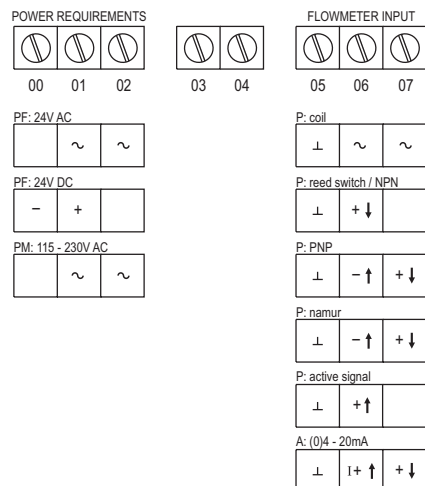 POWER REQUIREMENTS
00 01 02
03 04
PF: 24V AC
~ ~
PF: 24V DC
− +
PM: 115 - 230V AC
~ ~
FLOWMETER INPUT
05 06 07
P: coil
⊥ ~ ~
P: reed switch / NPN
⊥ +⬇
P: PNP
⊥ −⬆ +⬇
P: namur
⊥ −⬆ +⬇
P: active signal
⊥ +⬆
A: (0)4 - 20mA
⊥ I+ ⬆ +⬇